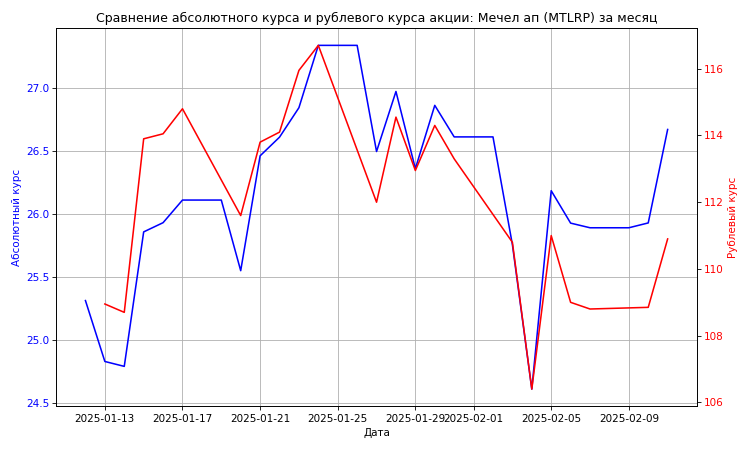 Сравнение абсолютного курса и рублевого курса акции: Мечел ап (MTLRP) за месяц
27.0
26.5
26.0
25.5
25.0
24.5
Абсолютный курс
116
114
112
110
108
106
Рублевый курс
2025-01-13 2025-01-17 2025-01-21 2025-01-25 2025-01-29 2025-02-01 2025-02-05 2025-02-09
Дата